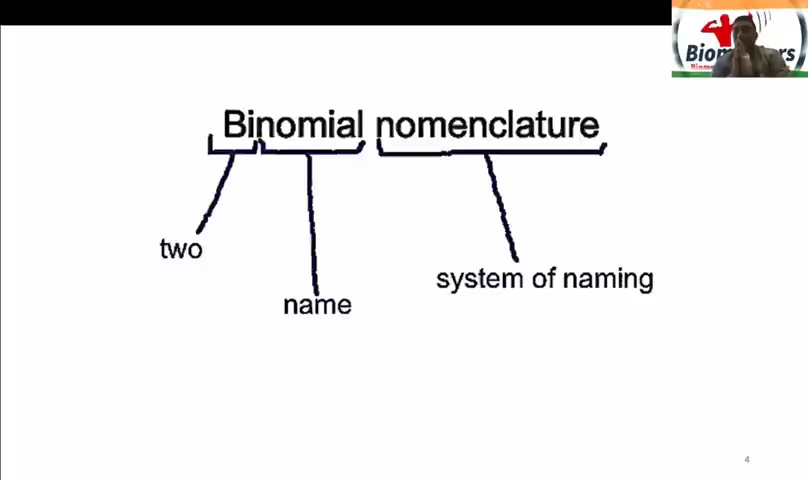 Binomial nomenclature
two
system of naming
name
4